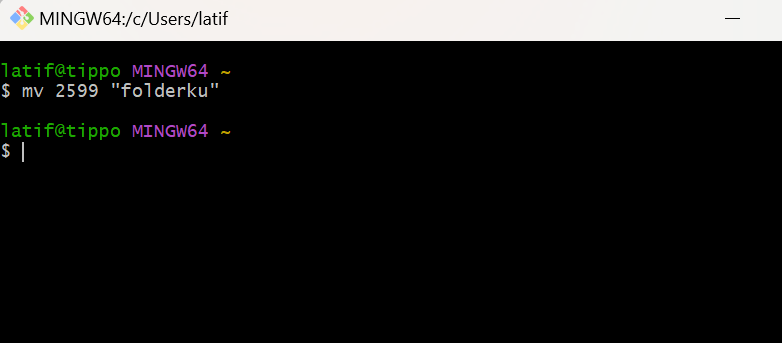 MINGW64:/c/Users/latif
latif@tippo MINGW64 ~
$ mv 2599 "folderku"
latif@tippo MINGW64 ~
$